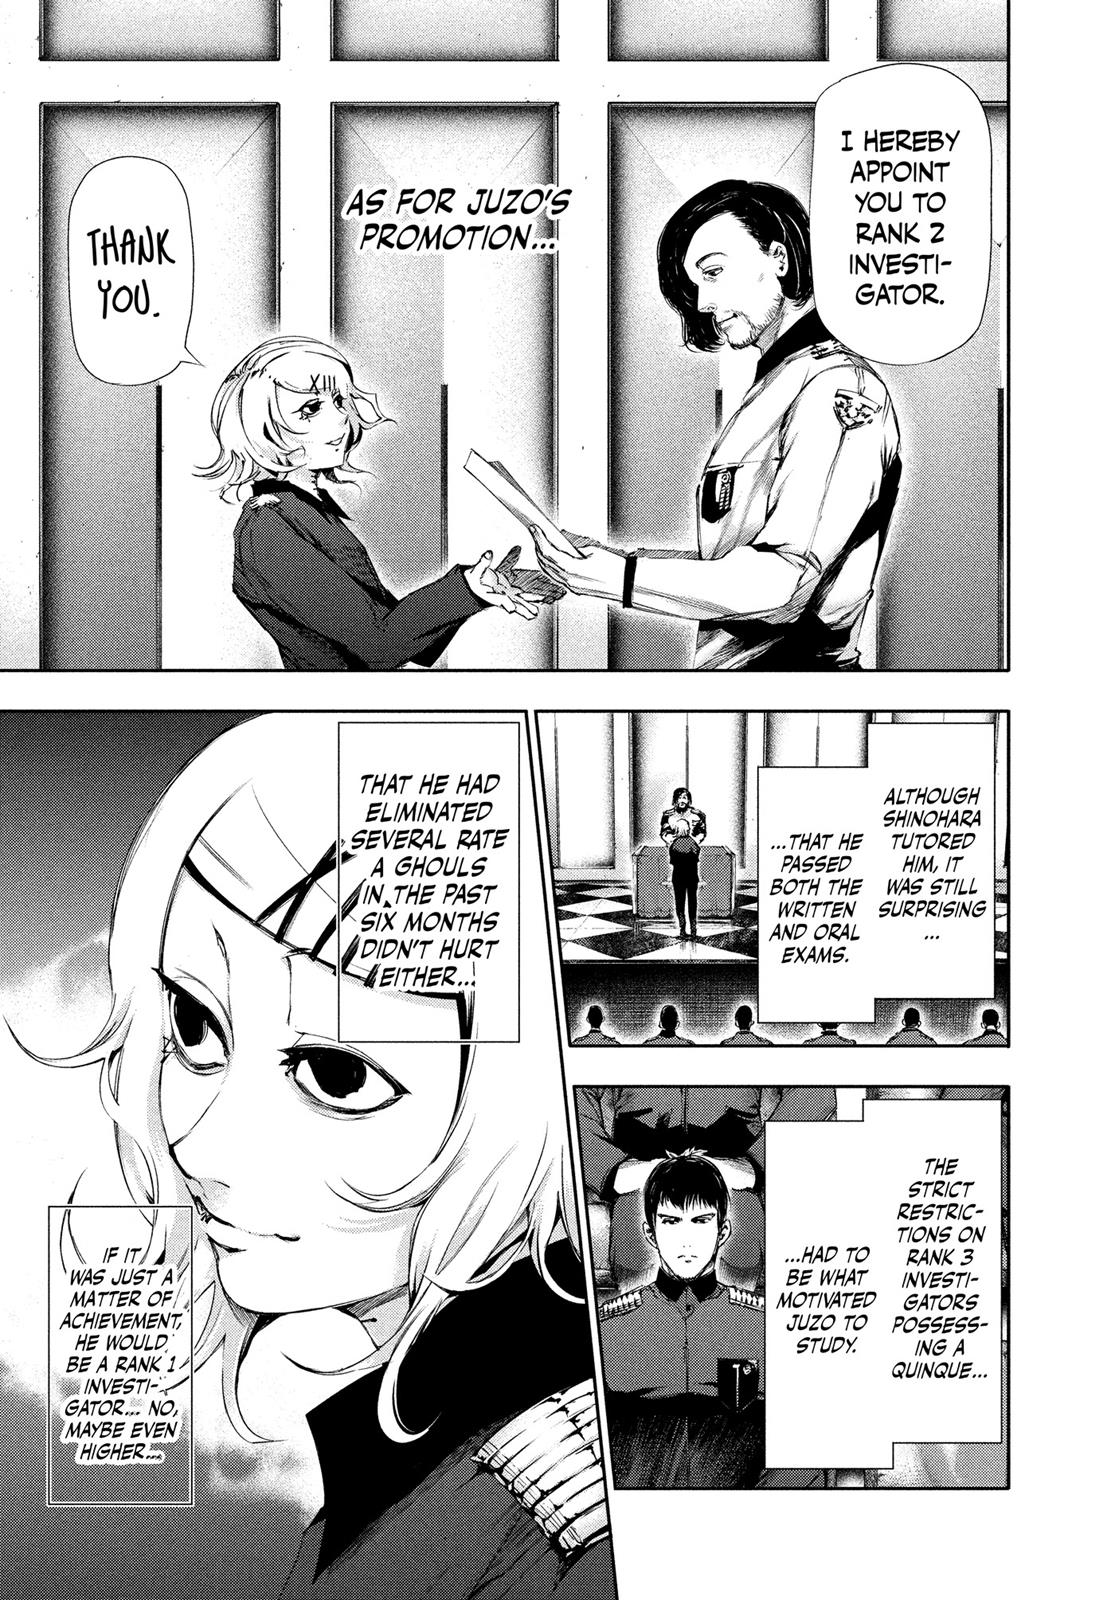 I HEREBY
APPOINT
YOU TO
RANK 2
INVESTI-
GATOR.
AS FOR JUZO'S
PROMOTION...
THANK
YOU.
ALTHOUGH
SHINOHARA
TUTORED
HIM, IT
WAS STILL
SURPRISING
...
...THAT HE
PASSED
BOTH THE
WRITTEN
AND ORAL
EXAMS.
THE
STRICT
RESTRIC-
TIONS ON
RANK 3
INVESTI-
GATORS
POSSESS-
ING A
QUINQUE...
...HAD TO
BE WHAT
MOTIVATED
JUZO TO
STUDY.
THAT HE HAD
ELIMINATED
SEVERAL RATE
A GHOULS
IN THE PAST
SIX MONTHS
DIDN'T HURT
EITHER...
IF IT
WAS JUST A
MATTER OF
ACHIEVEMENT,
HE WOULD
BE A RANK 1
INVESTI-
GATOR... NO,
MAYBE EVEN
HIGHER...